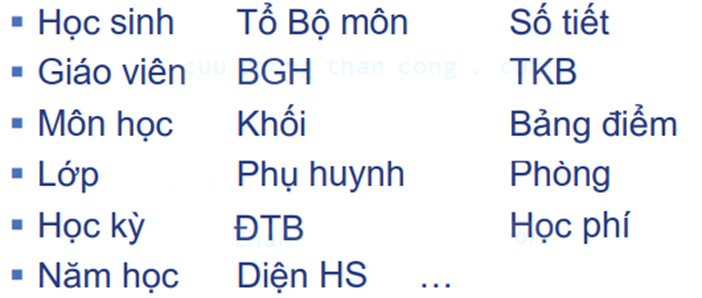 ▪ Học sinh Tổ Bộ môn Số tiết
▪ Giáo viên BGH TKB
▪ Môn học Khối Bảng điểm
▪ Lớp Phụ huynh Phòng
▪ Học kỳ ĐTB Học phí
▪ Năm học Diện HS …